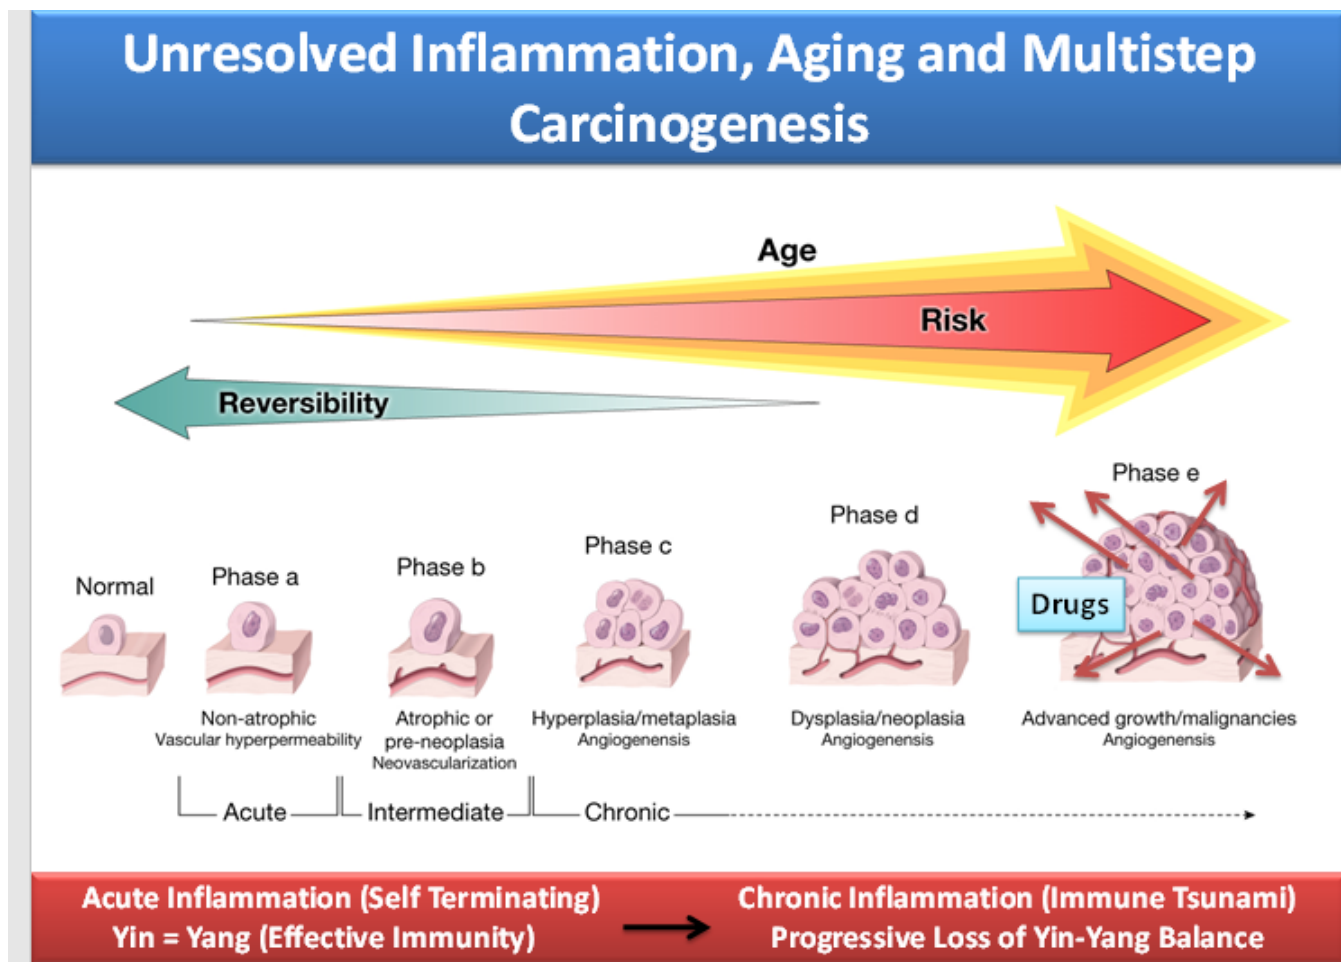 Unresolved Inflammation, Aging and Multistep
Carcinogenesis
Age
Risk
Reversibility
Normal
Phase a
Phase b
Phase c
Phase d
Phase e
Drugs
Non-atrophic
Vascular hyperpermeability
Atrophic or
pre-neoplasia
Neovascularization
Hyperplasia/metaplasia
Angiogenensis
Dysplasia/neoplasia
Angiogenensis
Advanced growth/malignancies
Angiogenensis
Acute
Intermediate
Chronic
Acute Inflammation (Self Terminating)
Yin = Yang (Effective Immunity)
Chronic Inflammation (Immune Tsunami)
Progressive Loss of Yin-Yang Balance